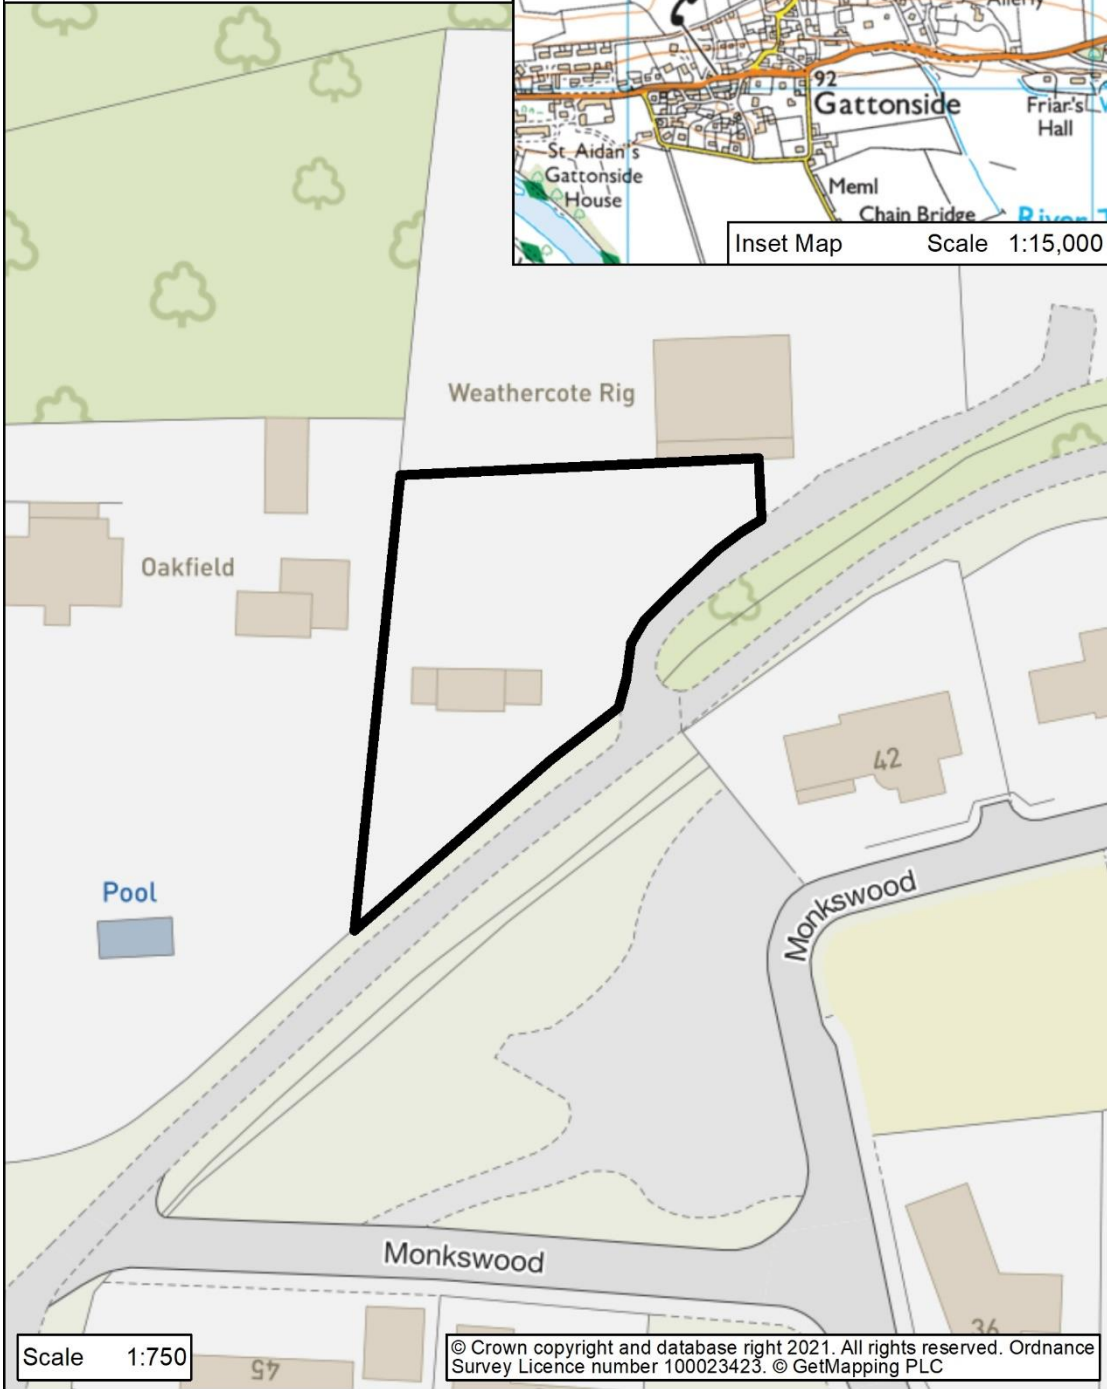 92
Gattonside
Friar's
Hall
St Aidan's
Gattonside
House
Meml
Chain Bridge
River
Inset Map Scale 1:15,000
Weathercote Rig
Oakfield
42
Pool
Monkswood
Monkswood
36
45
Scale 1:750
© Crown copyright and database right 2021. All rights reserved. Ordnance
Survey Licence number 100023423. © GetMapping PLC